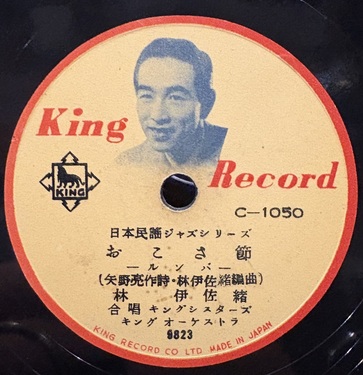 King
Record
KING
C-1050
日本民謡ジャズシリーズ
おこさ節
―ルンバ―
(矢野亮作詩・林伊佐緒編曲)
林 伊佐緒
合唱 キングシスターズ
キングオーケストラ
9823
KING RECORD CO LTD MADE IN JAPAN